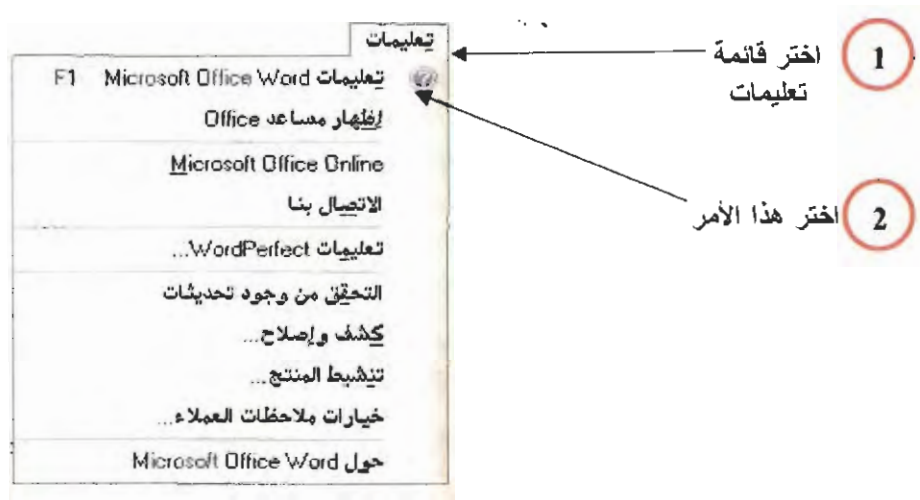 تعليمات
تعليمات Microsoft Office Word F1
إظهار مساعد Office
Microsoft Office Online
الاتصال بنا
تعليمات WordPerfect...
التحقق من وجود تحديثات
كشف وإصلاح...
تنشيط المنتج...
خيارات ملاحظات العملاء...
حول Microsoft Office Word
1
اختر قائمة
تعليمات
2
اختر هذا الأمر